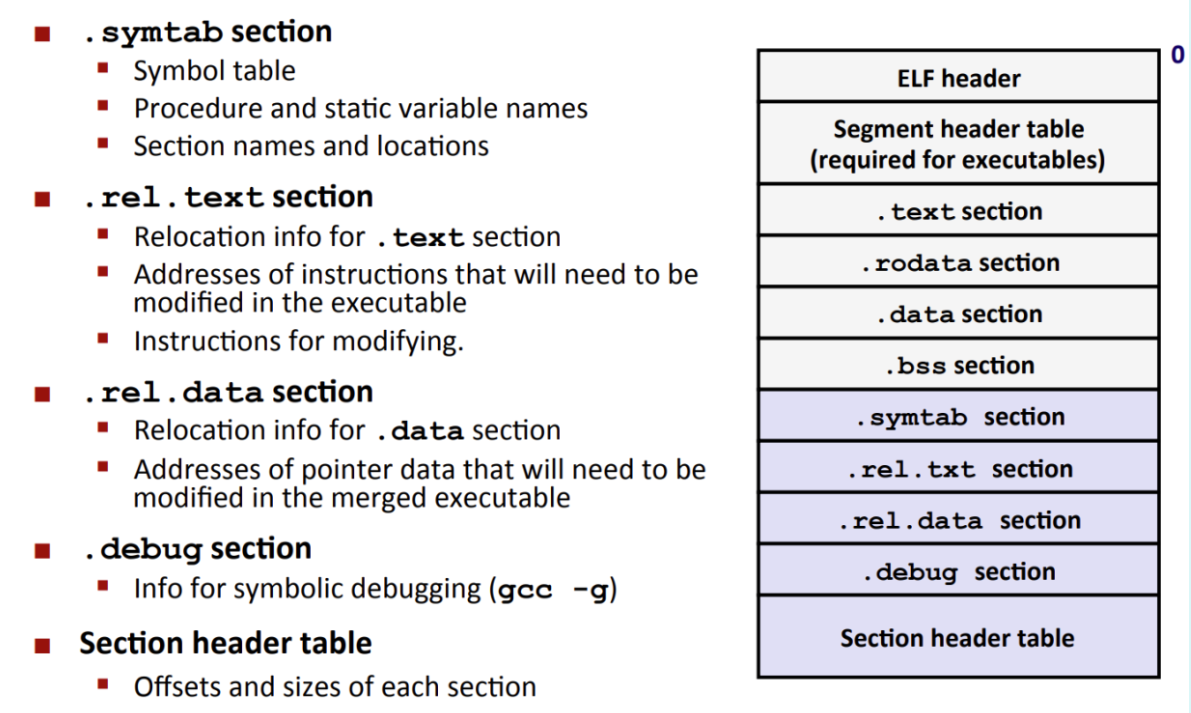 .symtab section
Symbol table
Procedure and static variable names
Section names and locations
.rel.text section
Relocation info for .text section
Addresses of instructions that will need to be
modified in the executable
Instructions for modifying.
.rel.data section
Relocation info for .data section
Addresses of pointer data that will need to be
modified in the merged executable
.debug section
Info for symbolic debugging (gcc -g)
Section header table
Offsets and sizes of each section
0
ELF header
Segment header table
(required for executables)
.text section
.rodata section
.data section
.bss section
.symtab section
.rel.txt section
.rel.data section
.debug section
Section header table